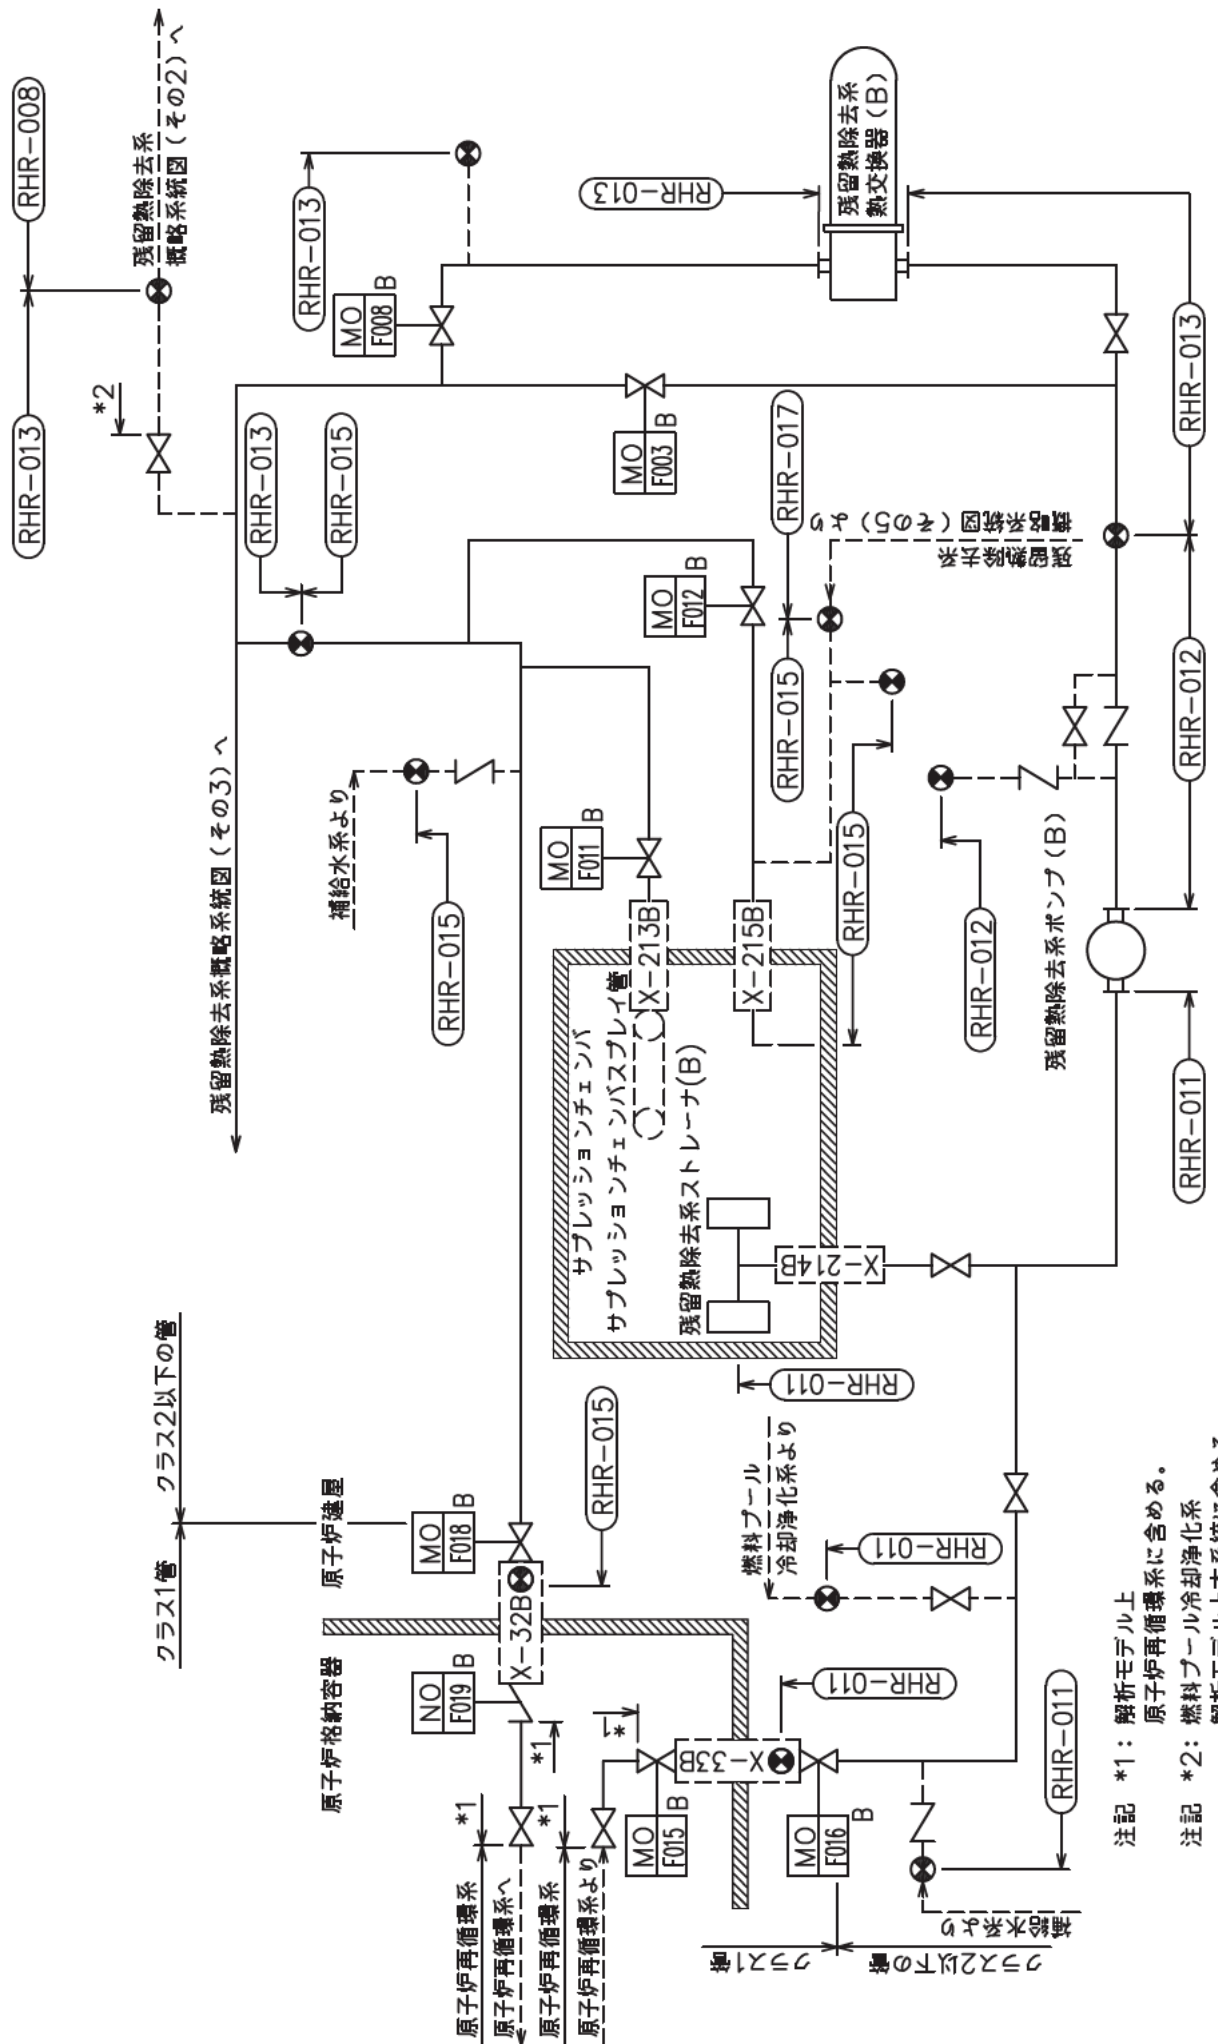 RHR-008
RHR-013
残留熱除去系
概略系統図(その2)へ
*2
RHR-013
MO
F008
B
RHR-013
残留熱除去系
熱交換器(B)
RHR-013
RHR-015
MO
F003
B
RHR-017
RHR-015
残留熱除去系
概略系統図(その5)より
RHR-013
RHR-012
MO
F012
B
残留熱除去系概略系統図(その3)へ
補給水系より
RHR-015
MO
F011
B
X-213B
X-215B
RHR-015
RHR-012
残留熱除去系ポンプ(B)
RHR-011
サプレッションチェンバ
サプレッションチェンバスプレイ管
残留熱除去系ストレーナ(B)
X-214B
RHR-011
クラス1管
クラス2以下の管
原子炉建屋
原子炉格納容器
MO
F018
B
RHR-015
X-32B
NO
F019
B
*1
燃料プール
冷却浄化系より
RHR-011
RHR-011
*1
X-33B
MO
F015
B
MO
F016
B
RHR-011
補給水系より
クラス1管
クラス2以下の管
*1
原子炉再循環系
原子炉再循環系へ
*1
原子炉再循環系
原子炉再循環系より
注記 *1: 解析モデル上
原子炉再循環系に含める。
注記 *2: 燃料プール冷却浄化系